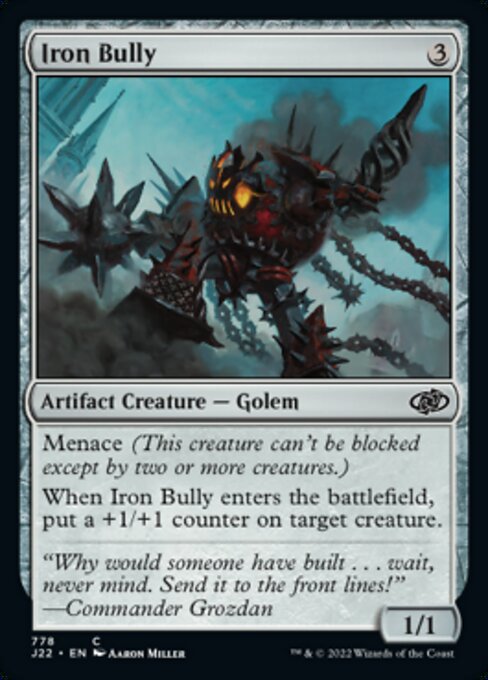 Iron Bully 3
Artifact Creature — Golem
Menace (This creature can't be blocked
except by two or more creatures.)
When Iron Bully enters the battlefield,
put a +1/+1 counter on target creature.
“Why would someone have built . . . wait,
never mind. Send it to the front lines!”
—Commander Grozdan
1/1
778 C
J22 • EN Aaron Miller
™ & © 2022 Wizards of the Coast